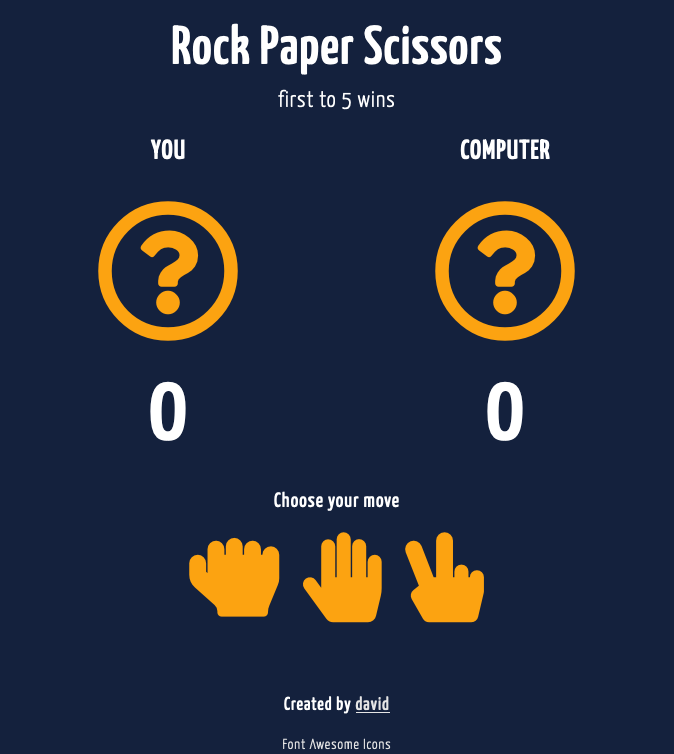 Rock Paper Scissors
first to 5 wins
YOU
COMPUTER
?
?
0
0
Choose your move
Created by david
Font Awesome Icons